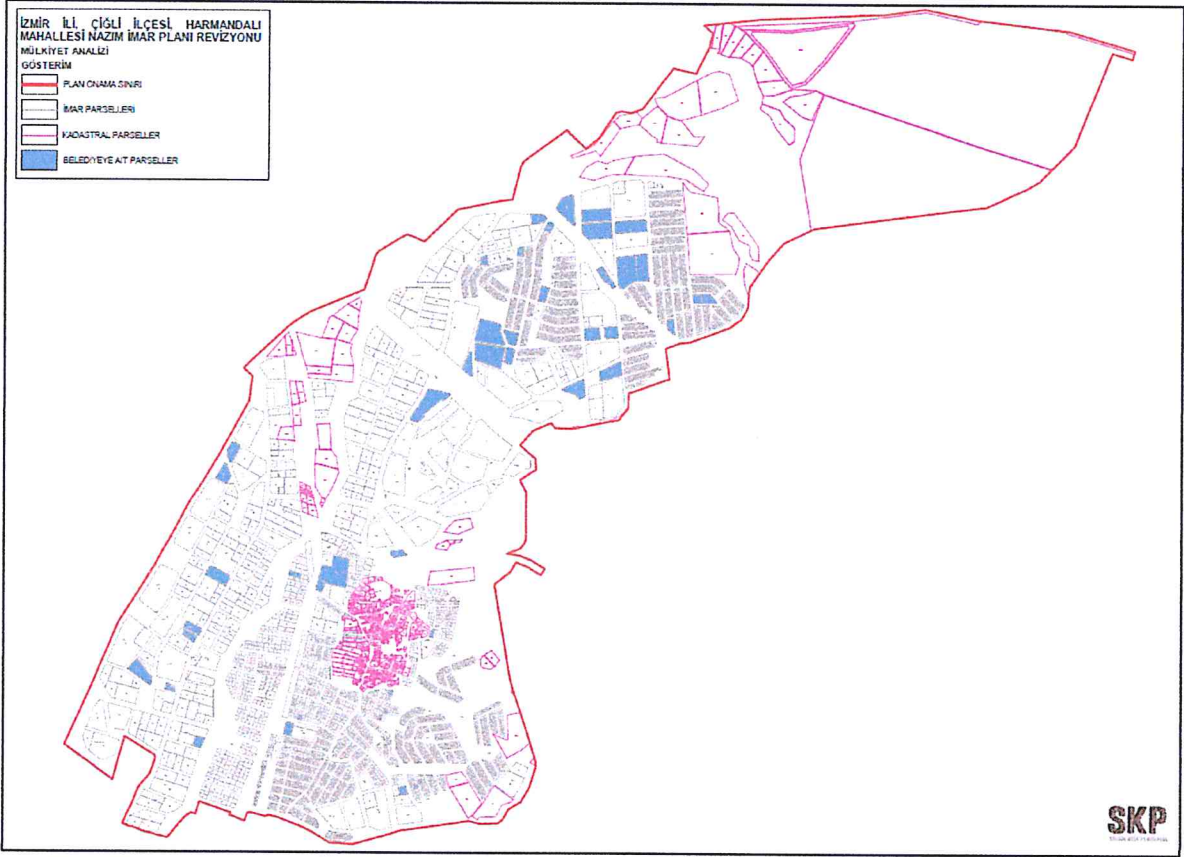 İZMİR İLİ, ÇİĞLİ İLÇESİ, HARMANDALI
MAHALLESİ NAZIM İMAR PLANI REVİZYONU
MÜLKİYET ANALİZİ
GÖSTERİM
PLAN ONAMA SINIRI
İMAR PARSELLERİ
KADASTRAL PARSELLER
BELEDİYEYE AİT PARSELLER
SKP